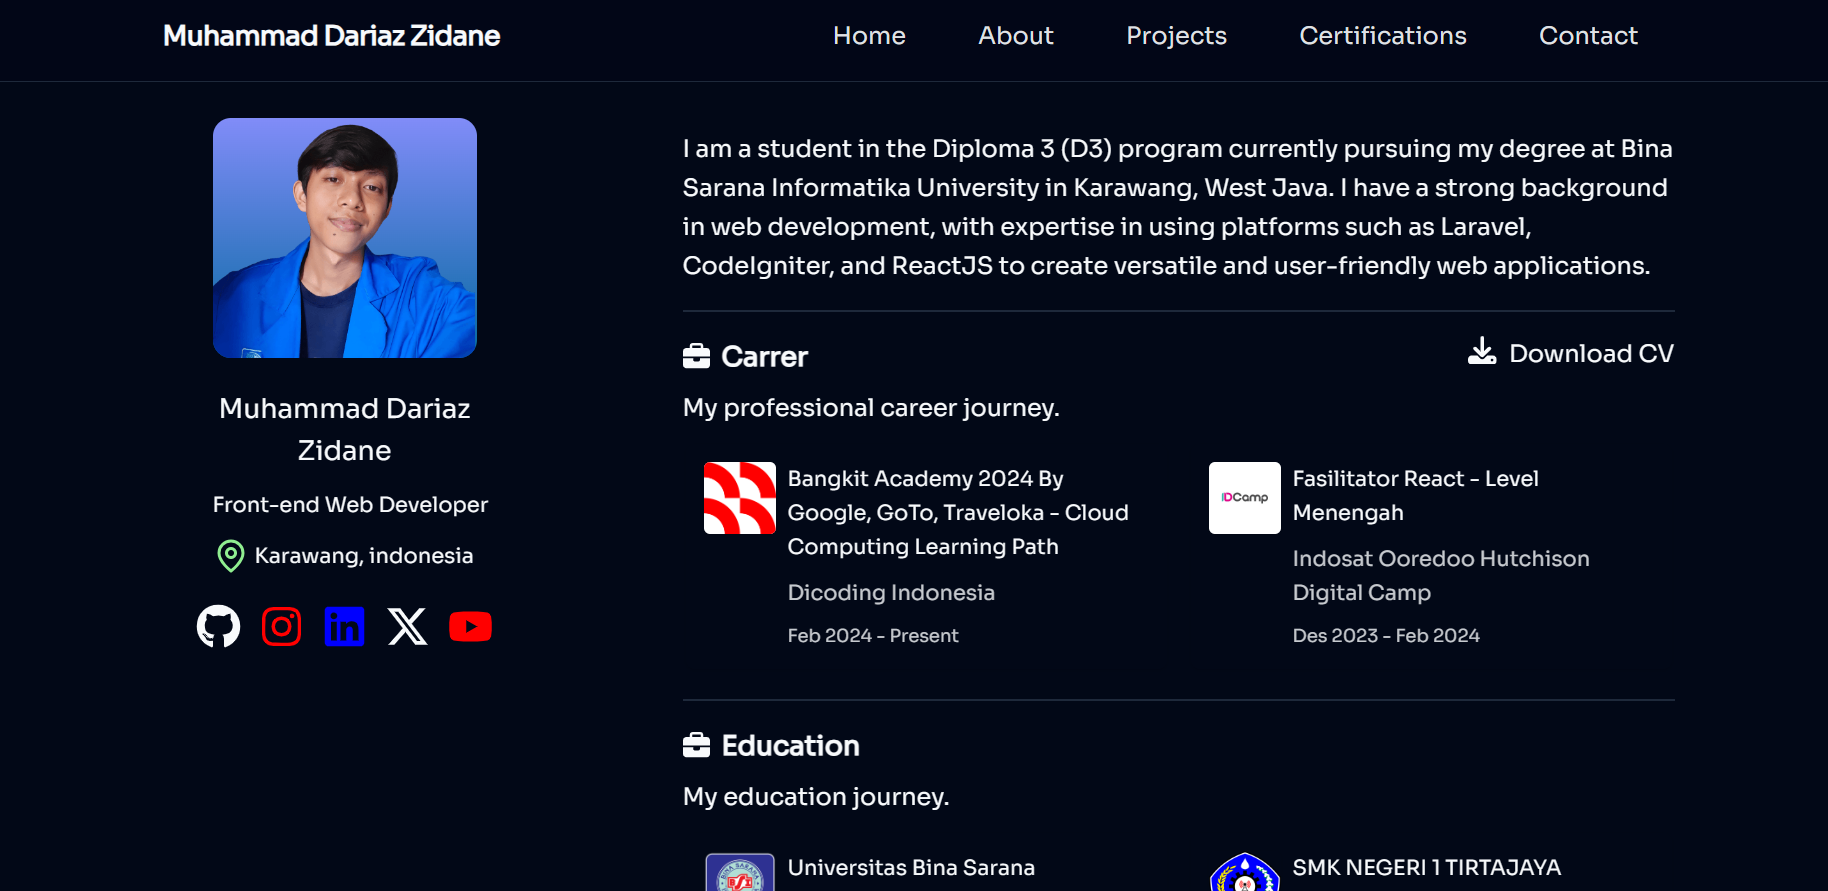 Muhammad Dariaz Zidane
Home
About
Projects
Certifications
Contact
Muhammad Dariaz
Zidane
Front-end Web Developer
Karawang, indonesia
I am a student in the Diploma 3 (D3) program currently pursuing my degree at Bina
Sarana Informatika University in Karawang, West Java. I have a strong background
in web development, with expertise in using platforms such as Laravel,
CodeIgniter, and ReactJS to create versatile and user-friendly web applications.
Carrer
Download CV
My professional career journey.
Bangkit Academy 2024 By
Google, GoTo, Traveloka - Cloud
Computing Learning Path
Dicoding Indonesia
Feb 2024 - Present
IDCamp
Fasilitator React - Level
Menengah
Indosat Ooredoo Hutchison
Digital Camp
Des 2023 - Feb 2024
Education
My education journey.
BINA SARANA
BSI
Universitas Bina Sarana
SMK NEGERI 1 TIRTAJAYA